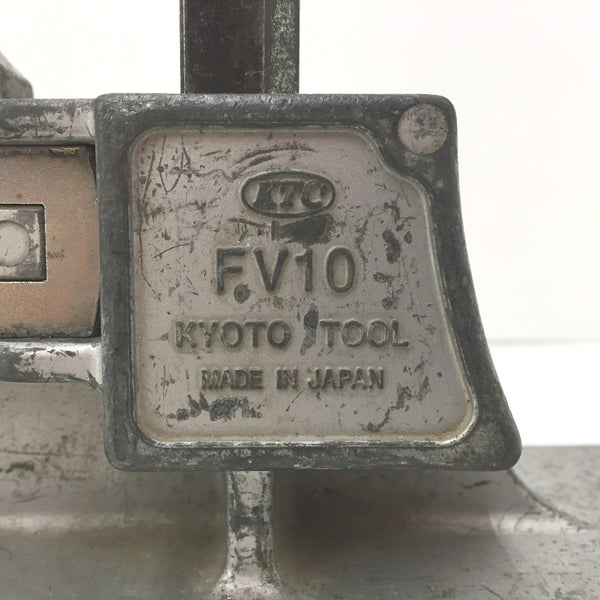 KTC
FV10
KYOTO TOOL
MADE IN JAPAN